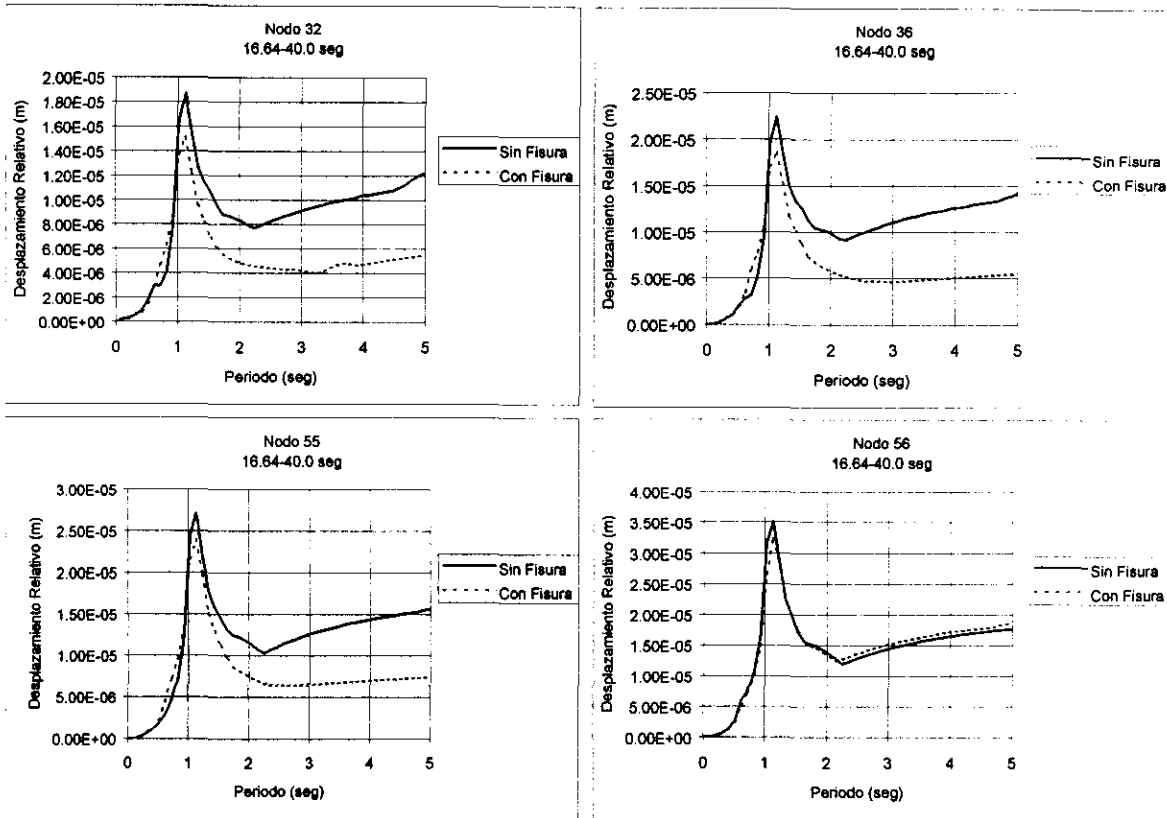 Nodo 32
16.64-40.0 seg
Desplazamiento Relativo (m)
2.00E-05
1.80E-05
1.60E-05
1.40E-05
1.20E-05
1.00E-05
8.00E-06
6.00E-06
4.00E-06
2.00E-06
0.00E+00
0 1 2 3 4 5
Periodo (seg)
Sin Fisura
Con Fisura
Nodo 36
16.64-40.0 seg
Desplazamiento Relativo (m)
2.50E-05
2.00E-05
1.50E-05
1.00E-05
5.00E-06
0.00E+00
0 1 2 3 4 5
Periodo (seg)
Sin Fisura
Con Fisura
Nodo 55
16.64-40.0 seg
Desplazamiento Relativo (m)
3.00E-05
2.50E-05
2.00E-05
1.50E-05
1.00E-05
5.00E-06
0.00E+00
0 1 2 3 4 5
Periodo (seg)
Sin Fisura
Con Fisura
Nodo 56
16.64-40.0 seg
Desplazamiento Relativo (m)
4.00E-05
3.50E-05
3.00E-05
2.50E-05
2.00E-05
1.50E-05
1.00E-05
5.00E-06
0.00E+00
0 1 2 3 4 5
Periodo (seg)
Sin Fisura
Con Fisura